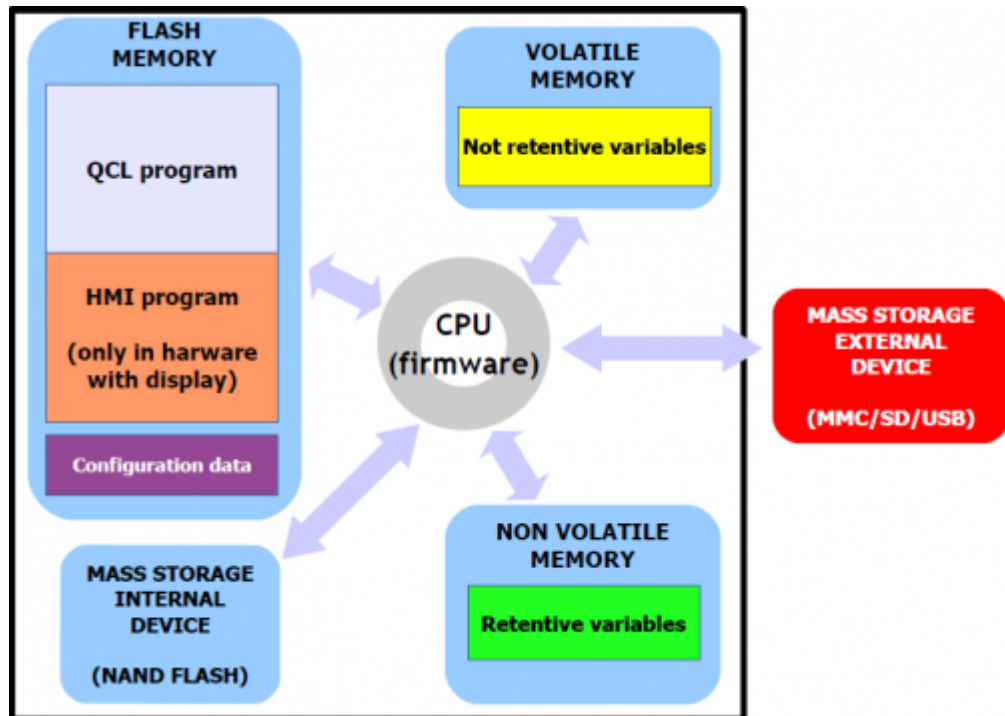 FLASH
MEMORY
QCL program
HMI program
(only in harware
with display)
Configuration data
VOLATILE
MEMORY
Not retentive variables
CPU
(firmware)
MASS STORAGE
EXTERNAL
DEVICE
(MMC/SD/USB)
MASS STORAGE
INTERNAL
DEVICE
(NAND FLASH)
NON VOLATILE
MEMORY
Retentive variables